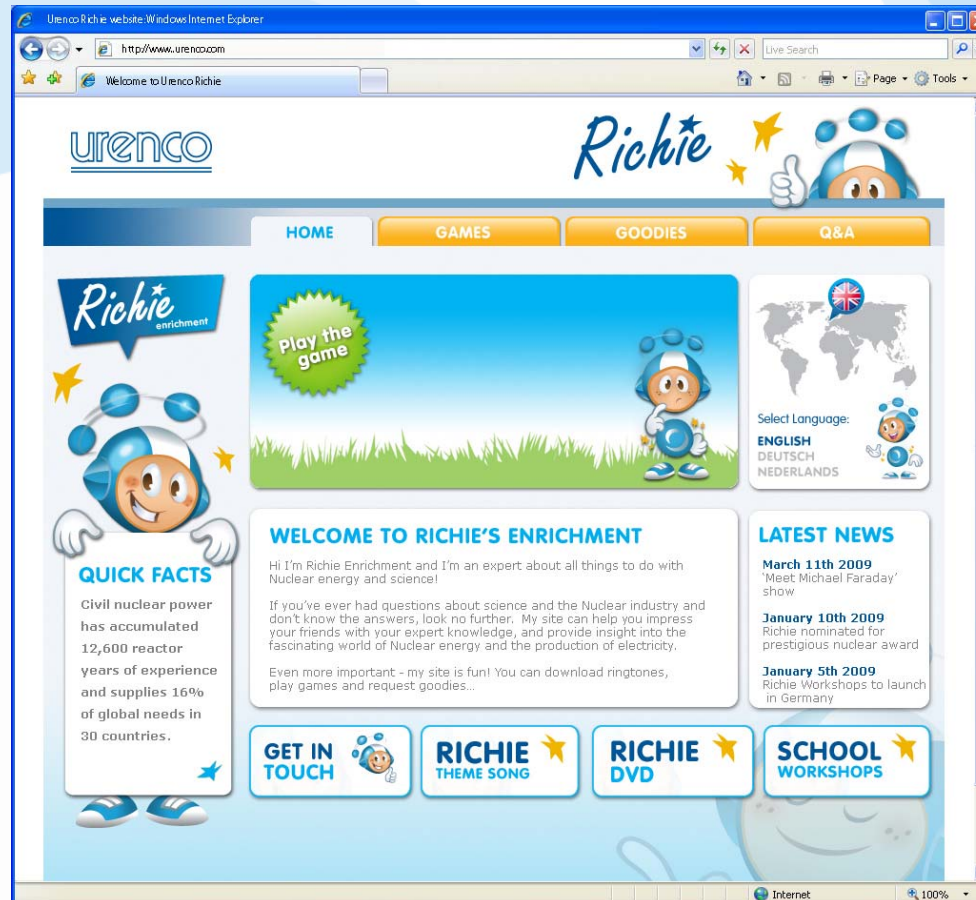 Urenco Richie website:Windows Internet Explorer
http://www..urenco.com
Live Search
Welcome to Urenco Richie
Page
Tools
urenco
Richie
HOME
GAMES
GOODIES
Q&A
Richie
enrichment
Play the
game
Select Language:
ENGLISH
DEUTSCH
NEDERLANDS
QUICK FACTS
Civil nuclear power
has accumulated
12,600 reactor
years of experience
and supplies 16%
of global needs in
30 countries.
WELCOME TO RICHIE'S ENRICHMENT
Hi I'm Richie Enrichment and I'm an expert about all things to do with
Nuclear energy and science!
If you've ever had questions about science and the Nuclear industry and
don't know the answers, look no further. My site can help you impress
your friends with your expert knowledge, and provide insight into the
fascinating world of Nuclear energy and the production of electricity.
Even more important - my site is fun! You can download ringtones,
play games and request goodies...
LATEST NEWS
March 11th 2009
'Meet Michael Faraday'
show
January 10th 2009
Richie nominated for
prestigious nuclear award
January 5th 2009
Richie Workshops to launch
in Germany
GET IN
TOUCH
RICHIE
THEME SONG
RICHIE
DVD
SCHOOL
WORKSHOPS
Internet
100%